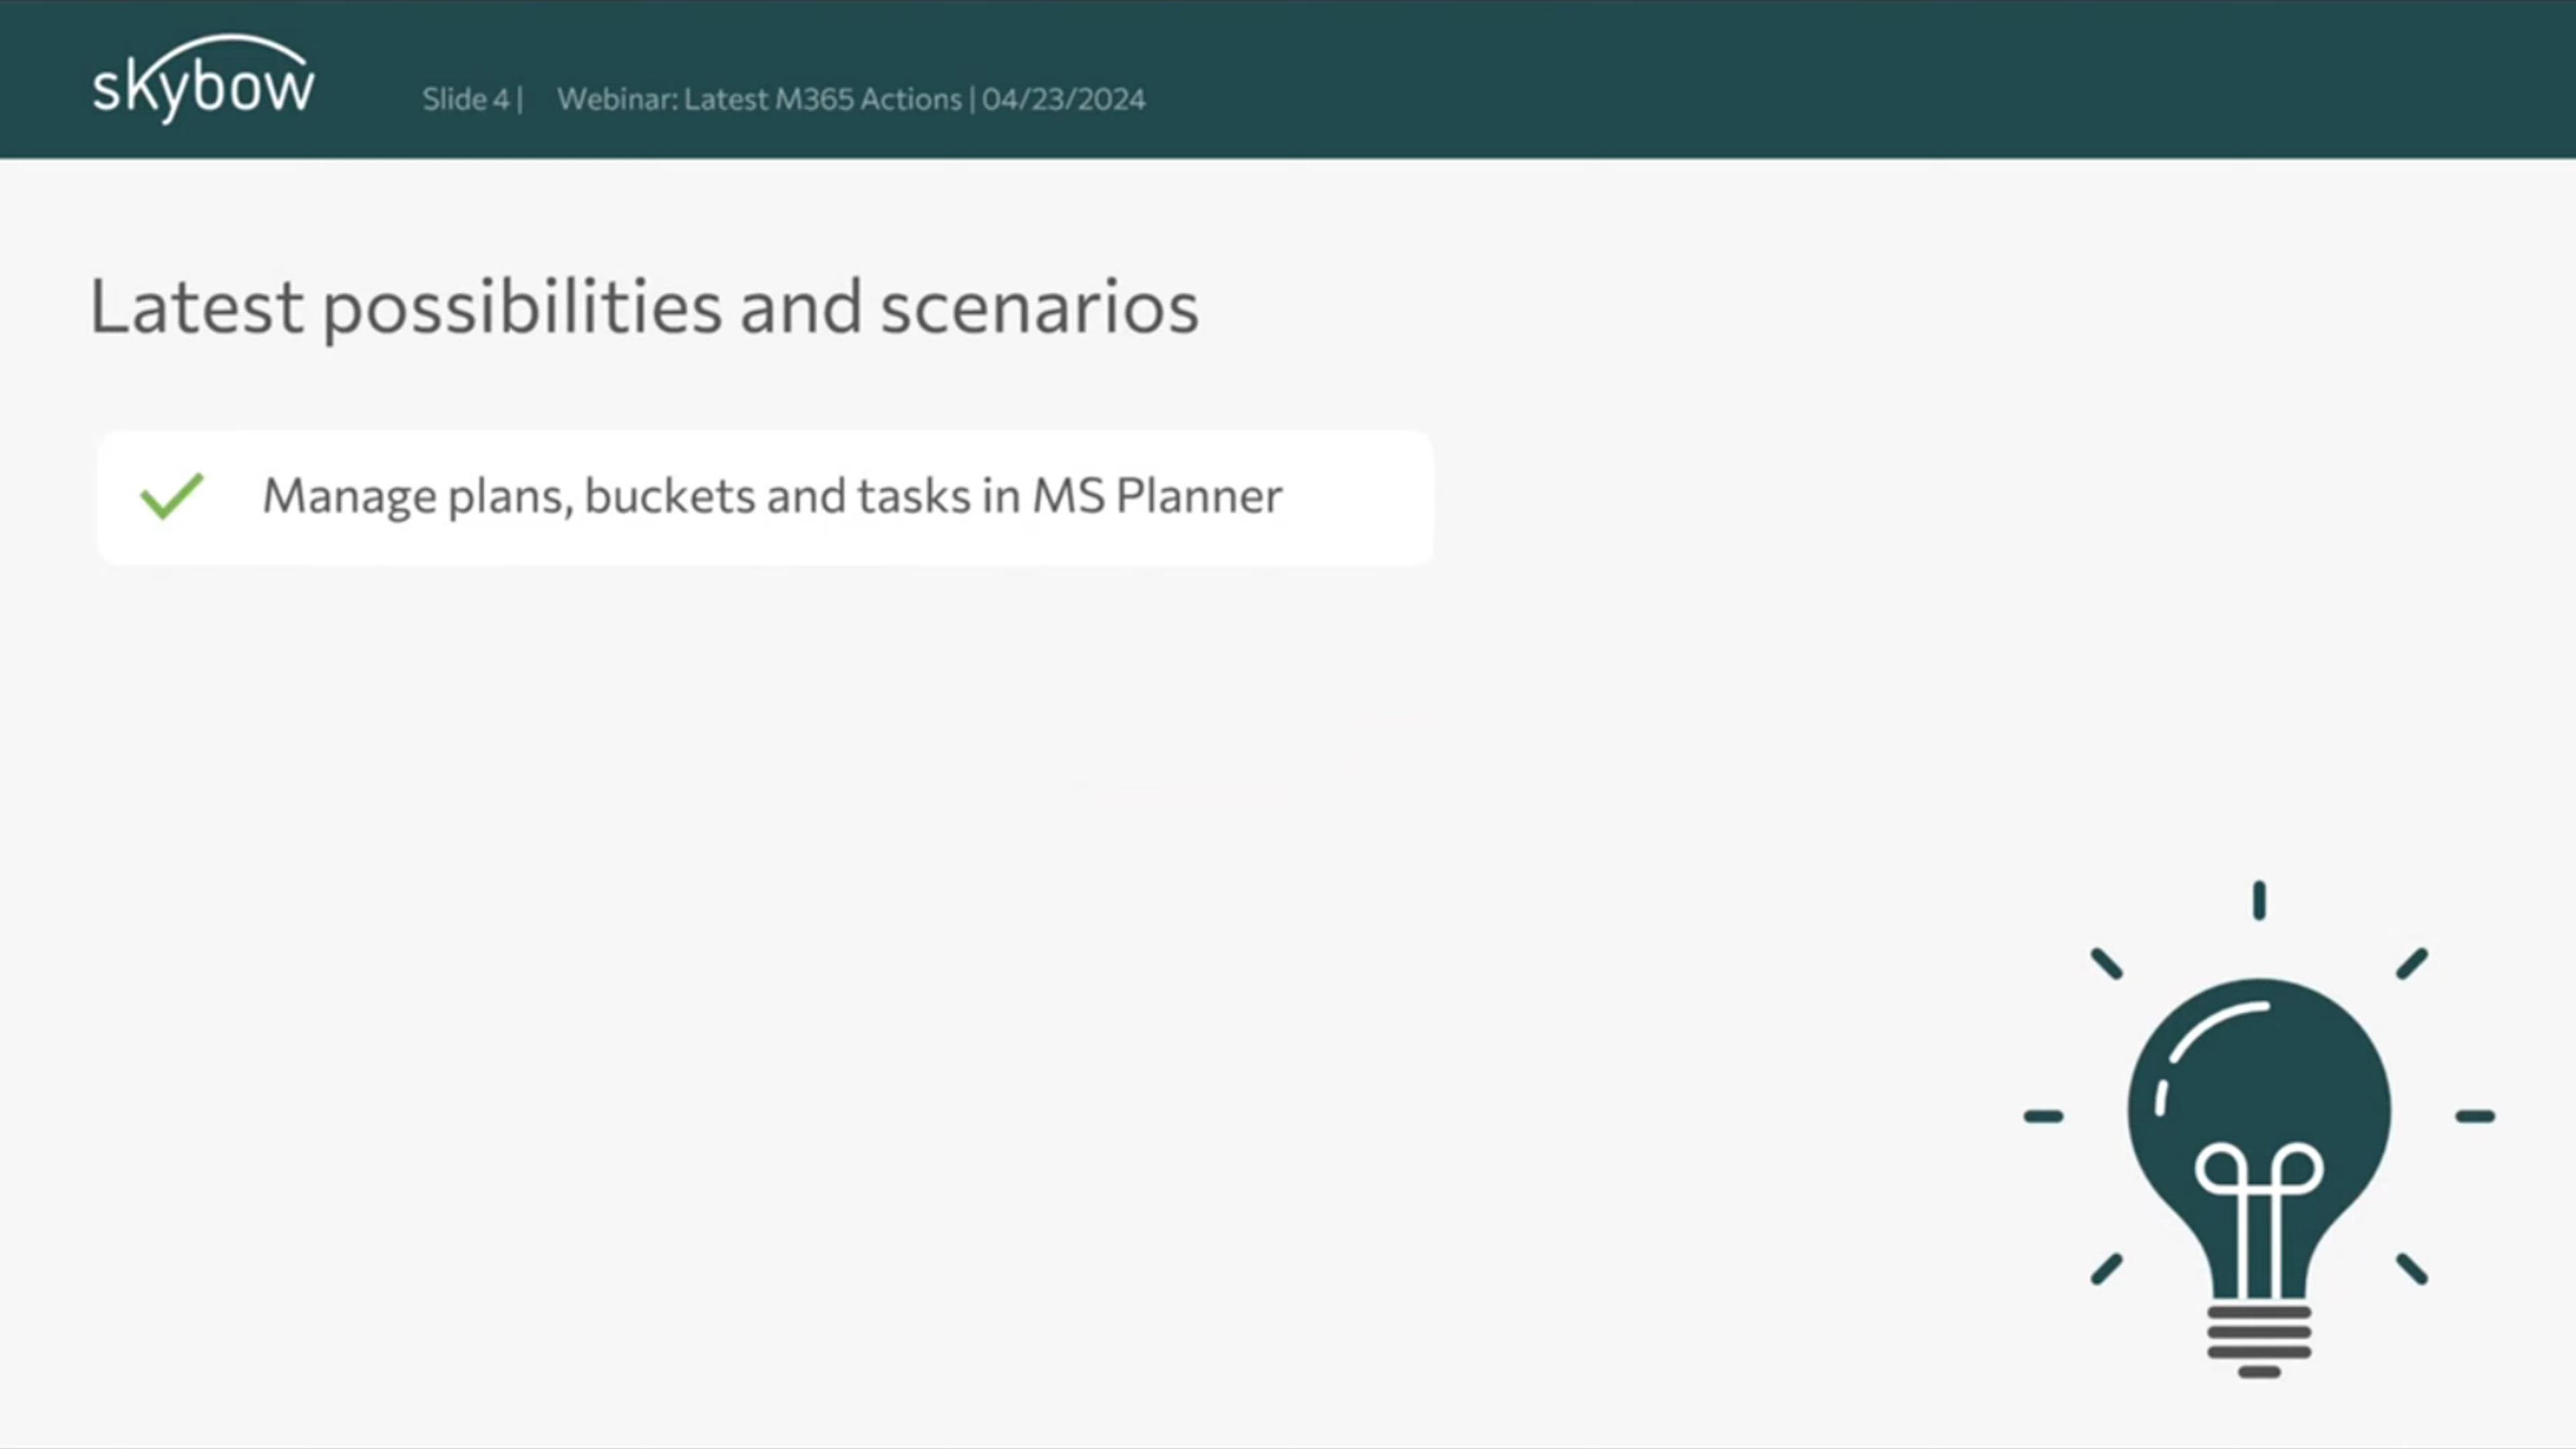 skybow
Slide 4 | Webinar: Latest M365 Actions | 04/23/2024
Latest possibilities and scenarios
Manage plans, buckets and tasks in MS Planner